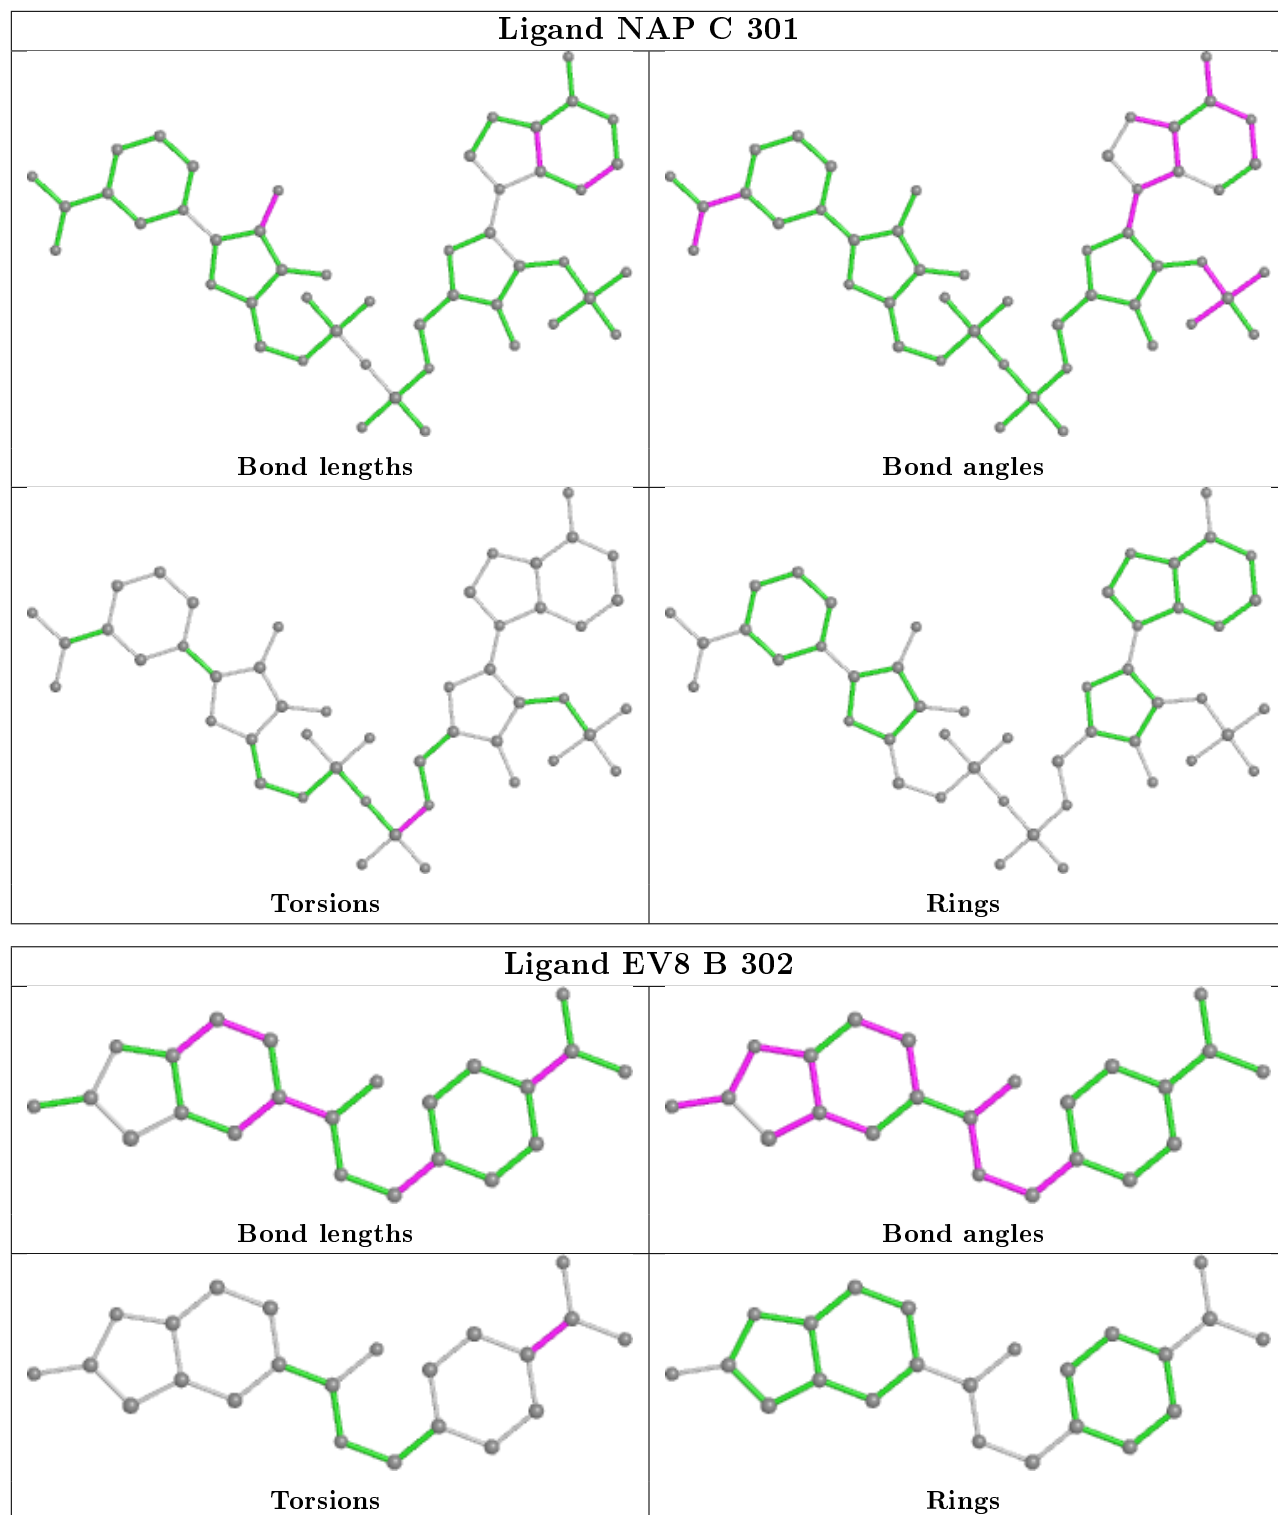 Ligand NAP C 301
Bond lengths
Bond angles
Torsions
Rings
Ligand EV8 B 302
Bond lengths
Bond angles
Torsions
Rings